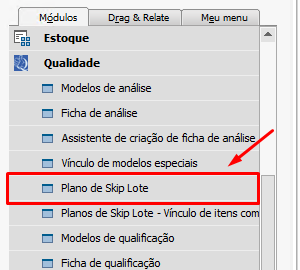 Módulos Drag & Relate Meu menu
Estoque
Qualidade
Modelos de análise
Ficha de análise
Assistente de criação de ficha de análise
Vínculo de modelos especiais
Plano de Skip Lote
Planos de Skip Lote - Vínculo de itens com
Modelos de qualificação
Ficha de qualificação